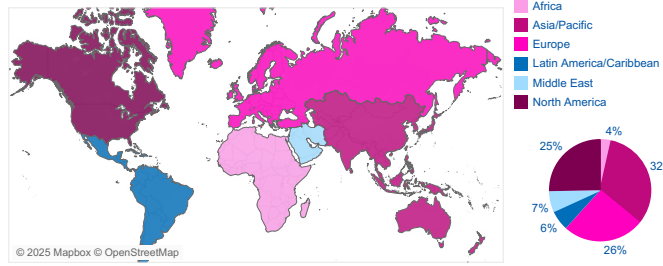 Africa
Asia/Pacific
Europe
Latin America/Caribbean
Middle East
North America
4%
25%
32
7%
6%
26%
© 2025 Mapbox © OpenStreetMap